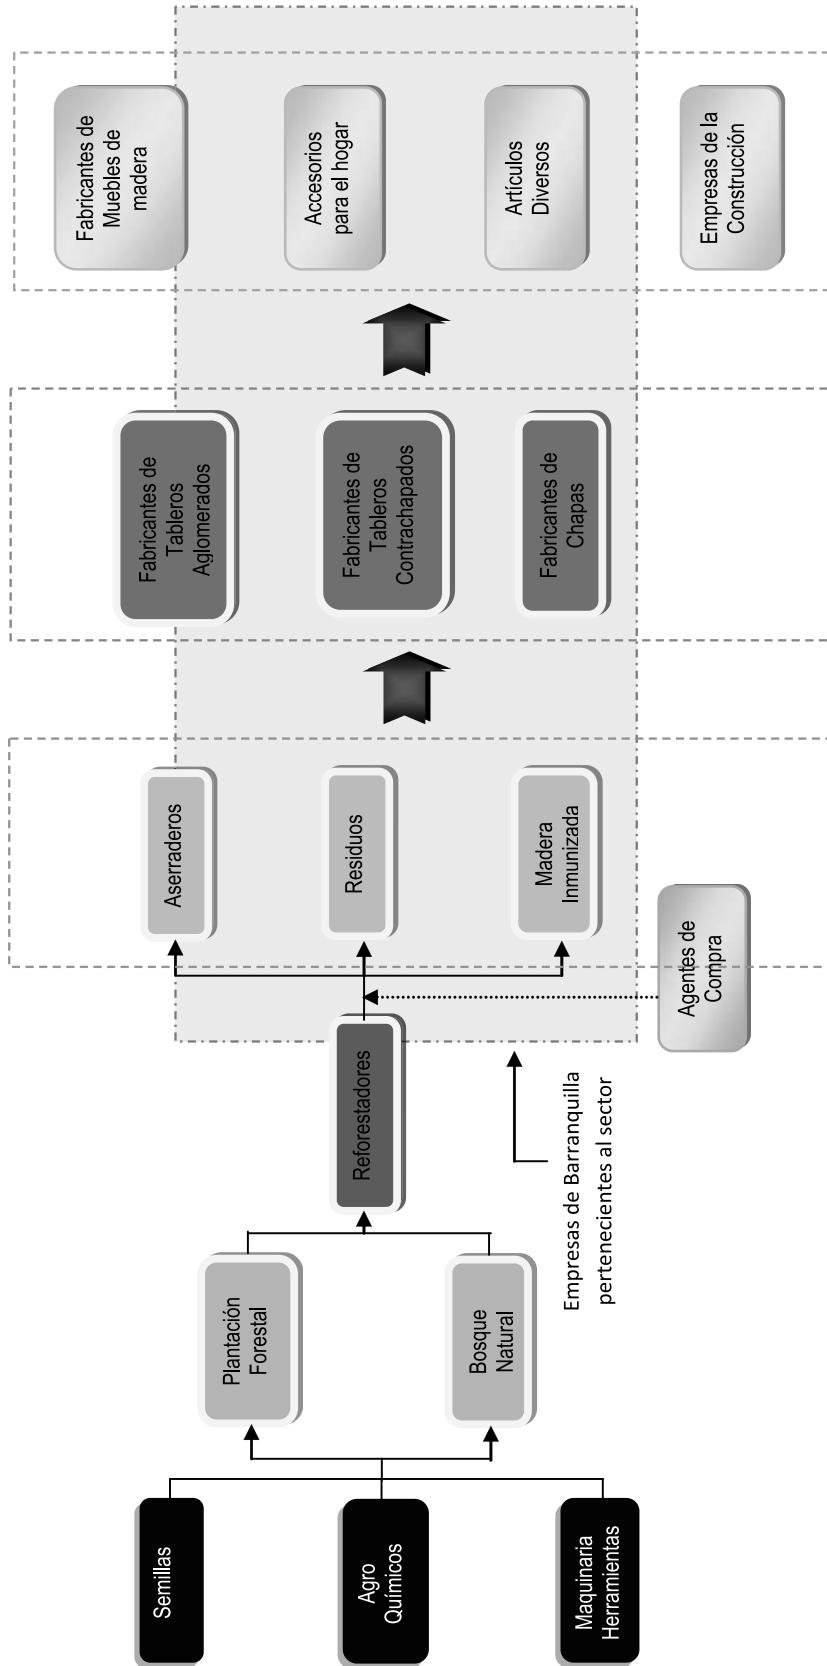 Semillas
Agro
Químicos
Maquinaria
Herramientas
Plantación
Forestal
Bosque
Natural
Reforestadores
Empresas de Barranquilla
pertenecientes al sector
Agentes de
Compra
Aserraderos
Residuos
Madera
Inmunizada
Fabricantes de
Tableros
Aglomerados
Fabricantes de
Tableros
Contrachapados
Fabricantes de
Chapas
Fabricantes de
Muebles de
madera
Accesorios
para el hogar
Artículos
Diversos
Empresas de la
Construcción